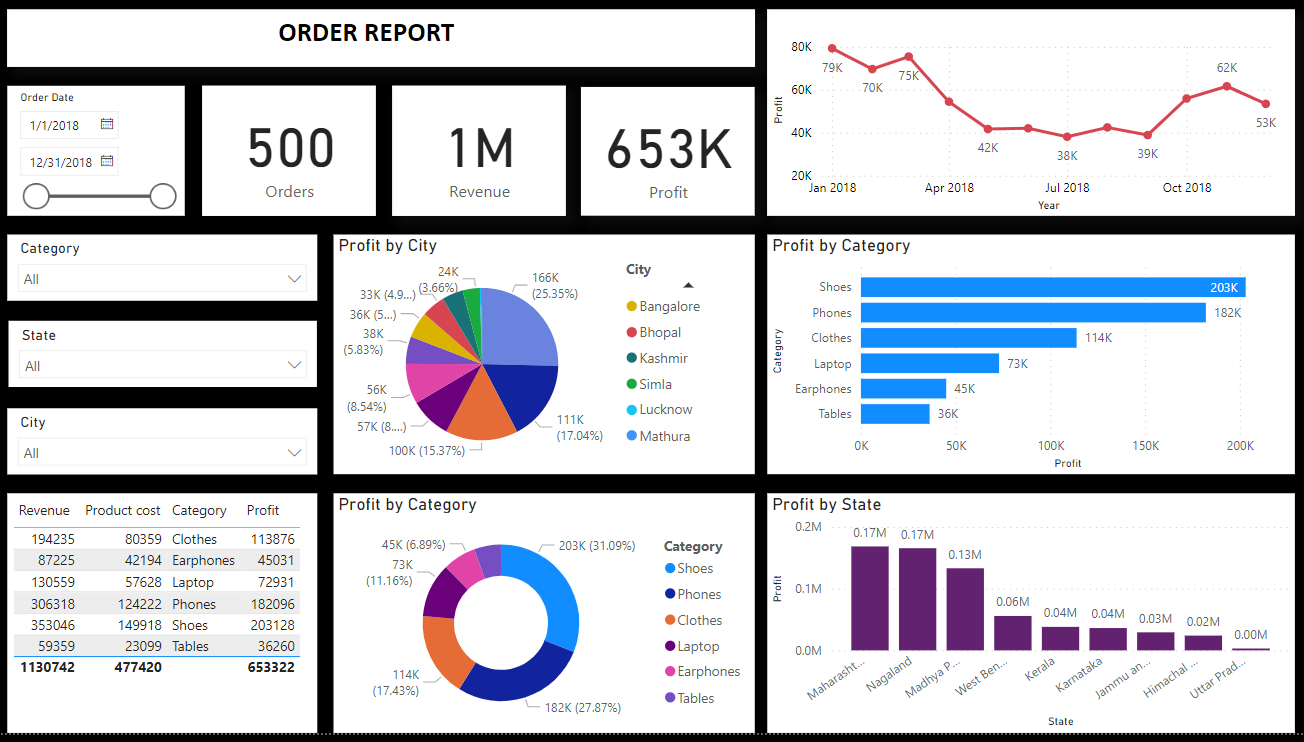 ORDER REPORT
Order Date
1/1/2018
12/31/2018
500
Orders
1M
Revenue
653K
Profit
Profit
80K
60K
40K
20K
79K
70K
75K
42K
38K
39K
62K
53K
Jan 2018 Apr 2018 Jul 2018 Oct 2018
Year
Category
All
State
All
City
All
Profit by City
24K
(3.66%)
33K (4.9...)
36K (5...)
38K
(5.83%)
56K
(8.54%)
57K (8....)
100K (15.37%)
111K
(17.04%)
166K
(25.35%)
City
Bangalore
Bhopal
Kashmir
Simla
Lucknow
Mathura
Profit by Category
Category
Shoes 203K
Phones 182K
Clothes 114K
Laptop 73K
Earphones 45K
Tables 36K
0K 50K 100K 150K 200K
Profit
Revenue Product cost Category Profit
194235 80359 Clothes 113876
87225 42194 Earphones 45031
130559 57628 Laptop 72931
306318 124222 Phones 182096
353046 149918 Shoes 203128
59359 23099 Tables 36260
1130742 477420 653322
Profit by Category
45K (6.89%)
73K
(11.16%)
114K
(17.43%)
182K (27.87%)
203K (31.09%)
Category
Shoes
Phones
Clothes
Laptop
Earphones
Tables
Profit by State
Profit
0.2M
0.1M
0.0M
0.17M
0.17M
0.13M
0.06M
0.04M
0.04M
0.03M
0.02M
0.00M
Maharasht...
Nagaland
Madhya P...
West Ben...
Kerala
Karnataka
Jammu an...
Himachal ...
Uttar Prad...
State